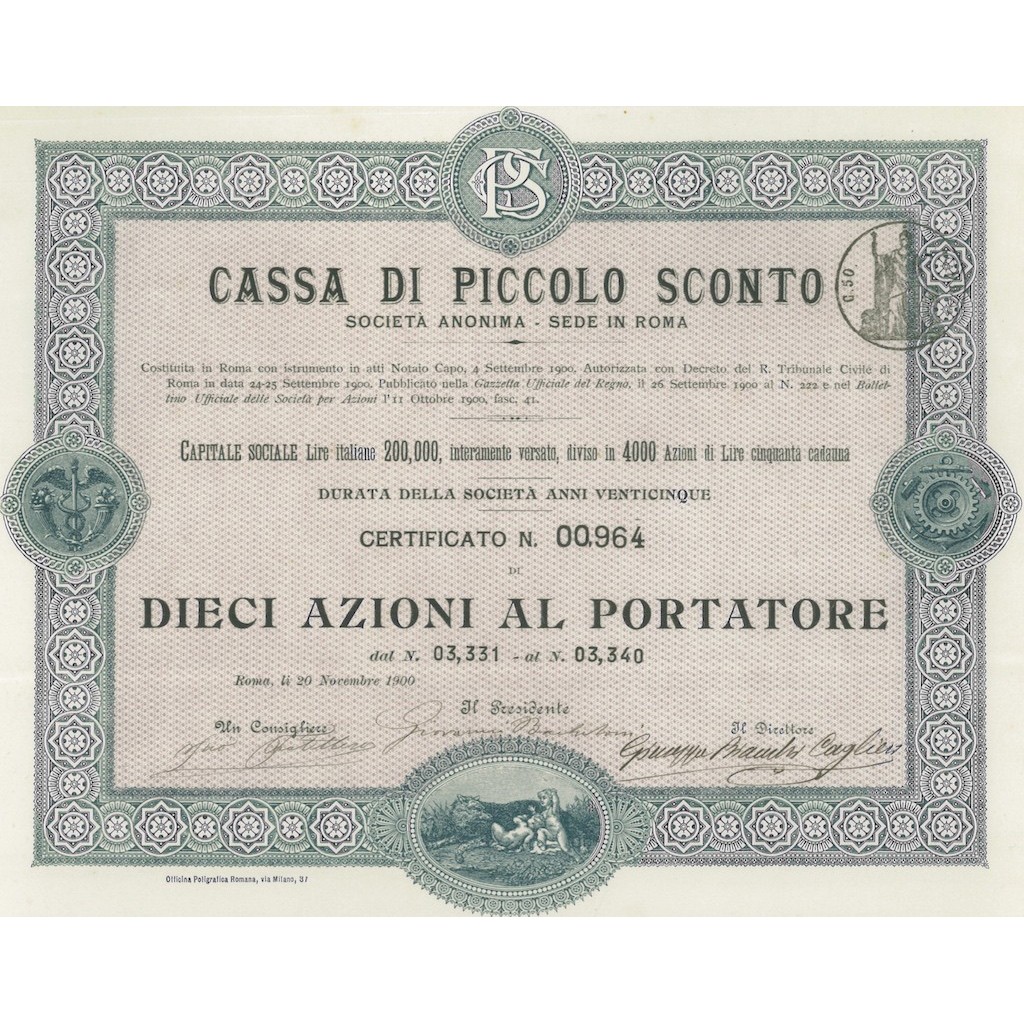 CPS
CASSA DI PICCOLO SCONTO
SOCIETÀ ANONIMA - SEDE IN ROMA
C. 50
Costituita in Roma con istrumento in atti Notaio Capo, 4 Settembre 1900. Autorizzata con Decreto del R. Tribunale Civile di
Roma in data 24-25 Settembre 1900. Pubblicato nella Gazzetta Ufficiale del Regno, il 26 Settembre 1900 al N. 222 e nel Bollet-
tino Ufficiale delle Società per Azioni l'11 Ottobre 1900, fasc. 41.
CAPITALE SOCIALE Lire italiane 200,000, interamente versato, diviso in 4000 Azioni di Lire cinquanta cadauna
DURATA DELLA SOCIETÀ ANNI VENTICINQUE
CERTIFICATO N. 00,964
DI
DIECI AZIONI AL PORTATORE
dal N. 03,331 - al N. 03,340
Roma, li 20 Novembre 1900
Il Presidente
Un Consigliere
Il Direttore
Giovanni
Giuseppe
Officina Poligrafica Romana, via Milano, 37